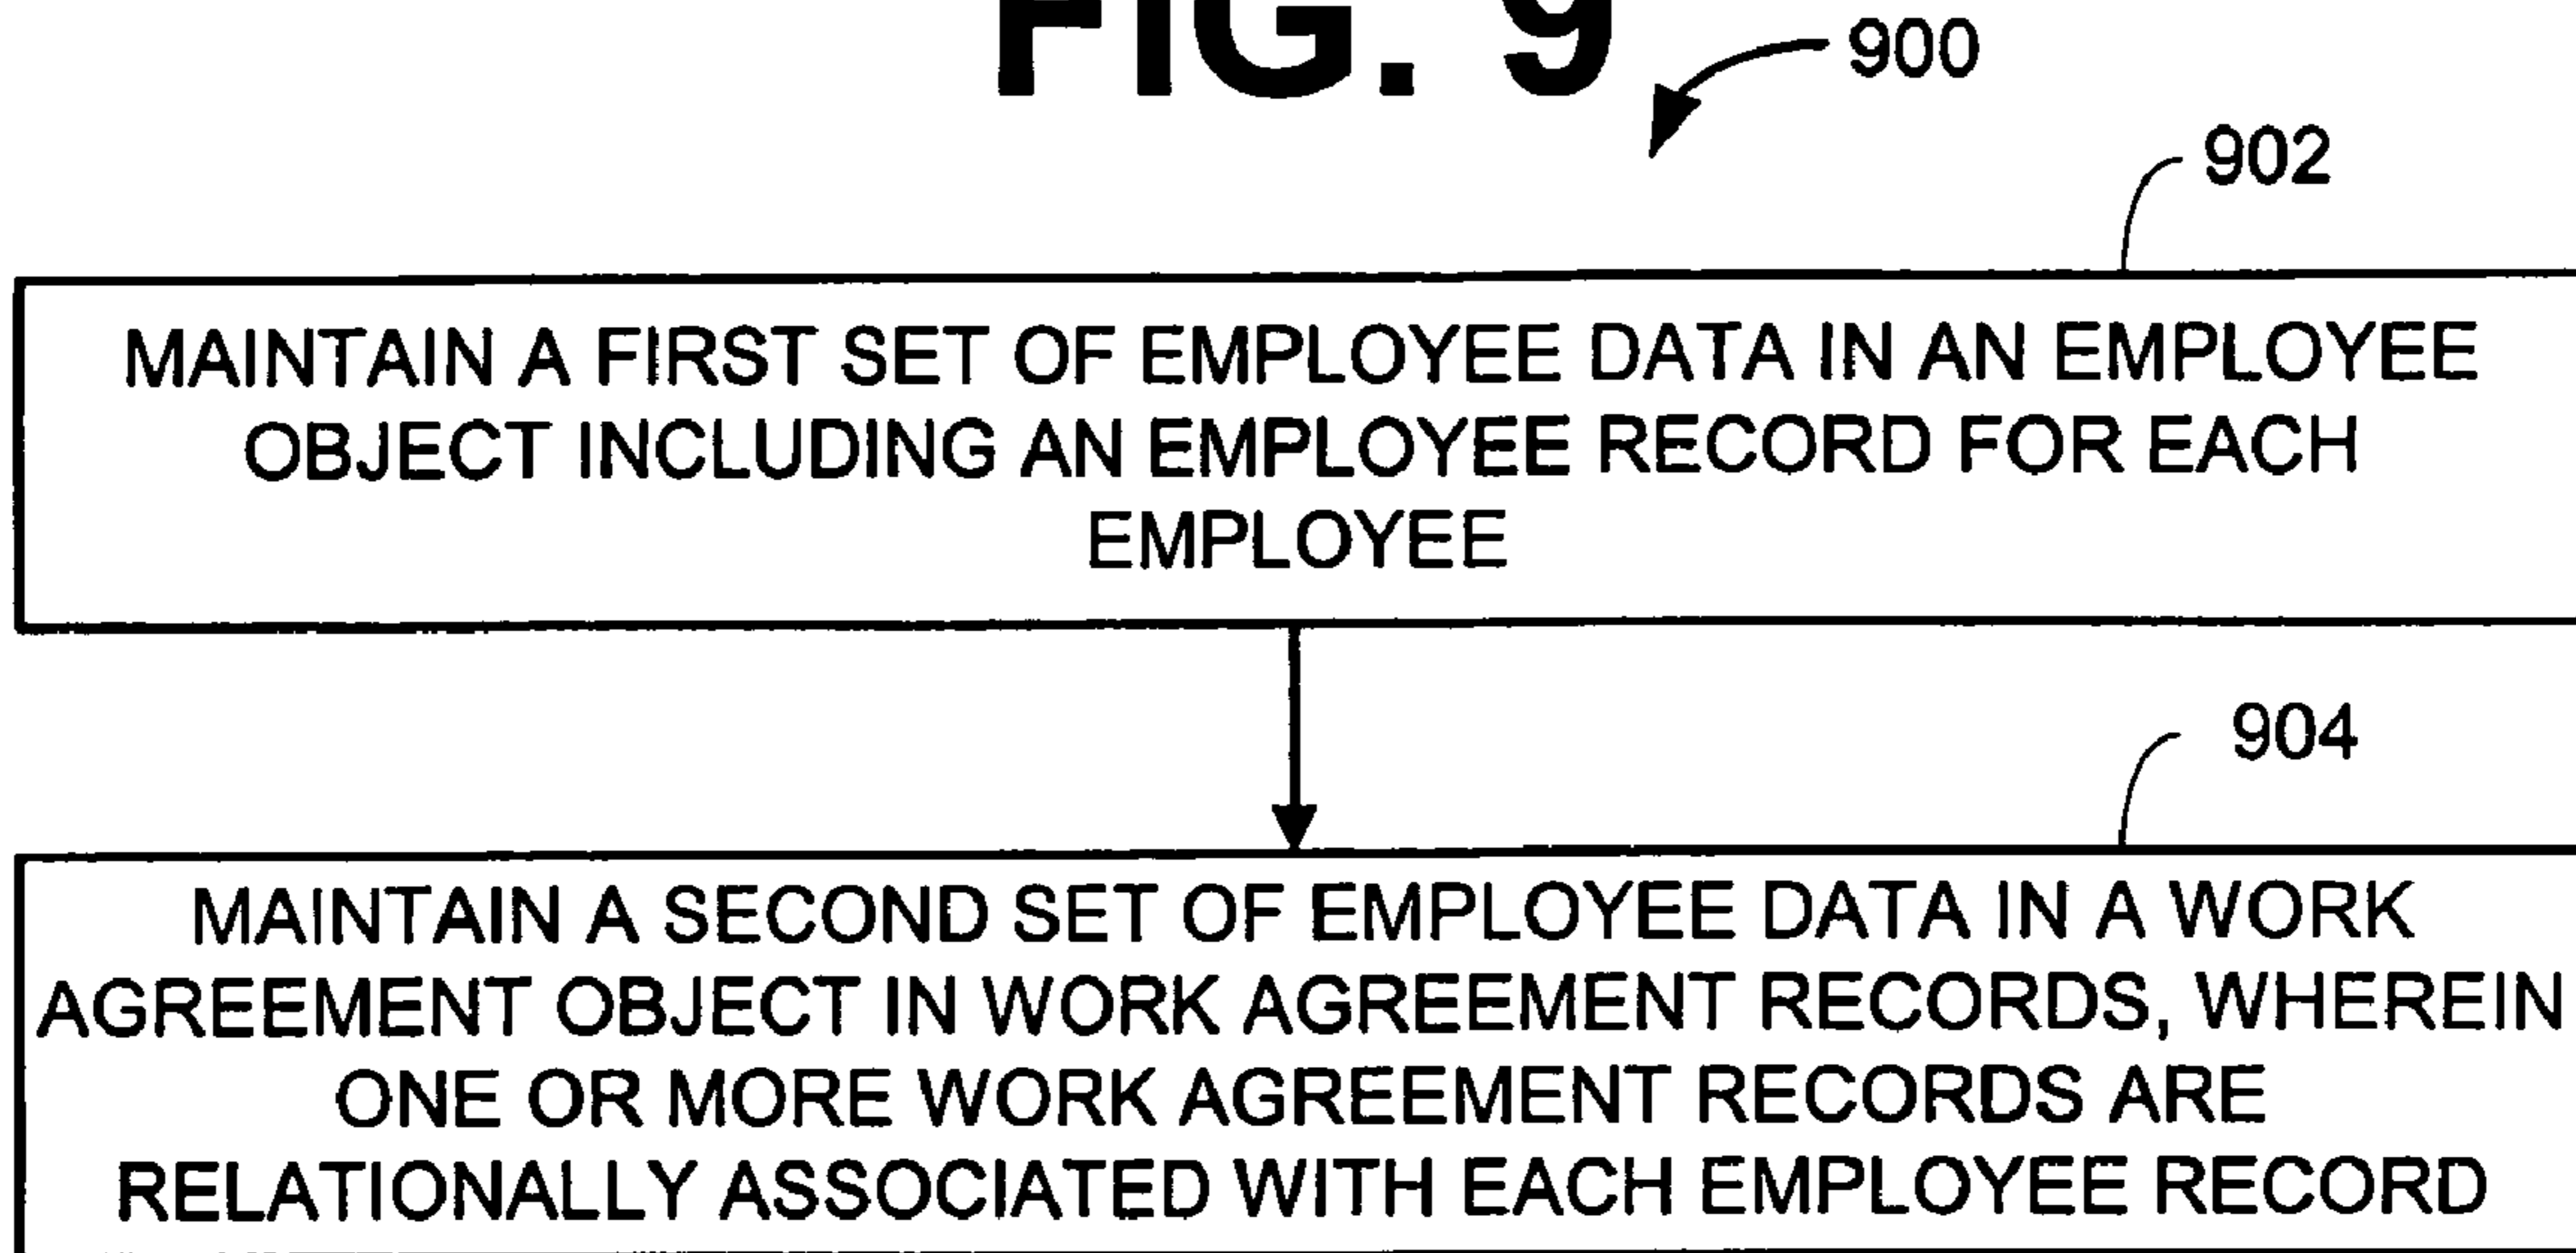 FIG. 9
900
902
MAINTAIN A FIRST SET OF EMPLOYEE DATA IN AN EMPLOYEE
OBJECT INCLUDING AN EMPLOYEE RECORD FOR EACH
EMPLOYEE
904
MAINTAIN A SECOND SET OF EMPLOYEE DATA IN A WORK
AGREEMENT OBJECT IN WORK AGREEMENT RECORDS, WHEREIN
ONE OR MORE WORK AGREEMENT RECORDS ARE
RELATIONALLY ASSOCIATED WITH EACH EMPLOYEE RECORD